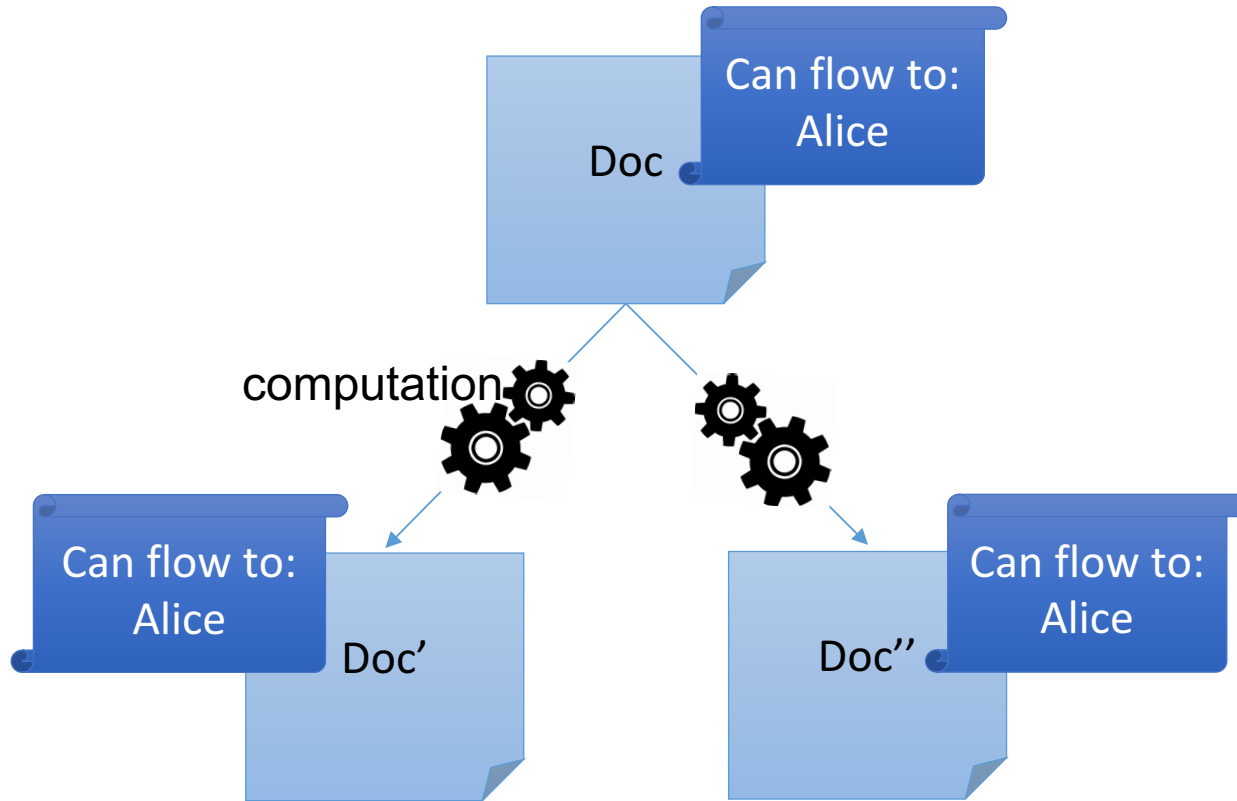 Can flow to:
Alice
Doc
computation
Can flow to:
Alice
Doc’
Can flow to:
Alice
Doc’’